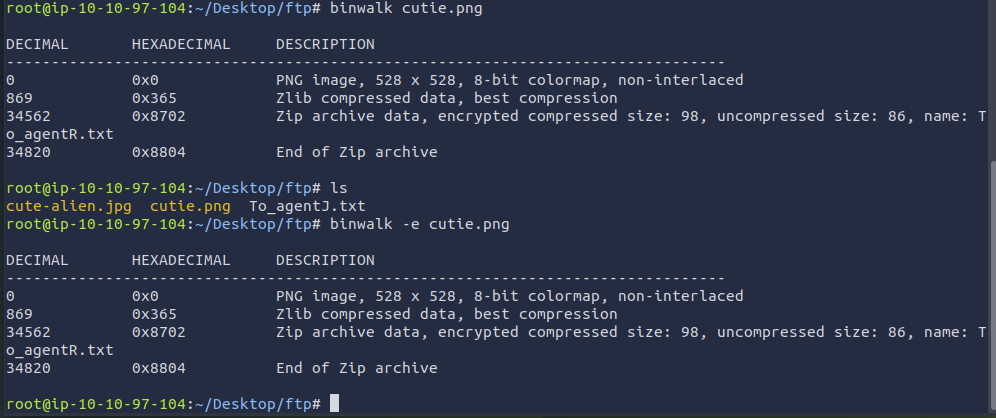 root@ip-10-10-97-104:~/Desktop/ftp# binwalk cutie.png
DECIMAL       HEXADECIMAL     DESCRIPTION
--------------------------------------------------------------------------------
0             0x0             PNG image, 528 x 528, 8-bit colormap, non-interlaced
869           0x365           Zlib compressed data, best compression
34562         0x8702          Zip archive data, encrypted compressed size: 98, uncompressed size: 86, name: T
o_agentR.txt
34820         0x8804          End of Zip archive
root@ip-10-10-97-104:~/Desktop/ftp# ls
cute-alien.jpg  cutie.png  To_agentJ.txt
root@ip-10-10-97-104:~/Desktop/ftp# binwalk -e cutie.png
DECIMAL       HEXADECIMAL     DESCRIPTION
--------------------------------------------------------------------------------
0             0x0             PNG image, 528 x 528, 8-bit colormap, non-interlaced
869           0x365           Zlib compressed data, best compression
34562         0x8702          Zip archive data, encrypted compressed size: 98, uncompressed size: 86, name: T
o_agentR.txt
34820         0x8804          End of Zip archive
root@ip-10-10-97-104:~/Desktop/ftp#